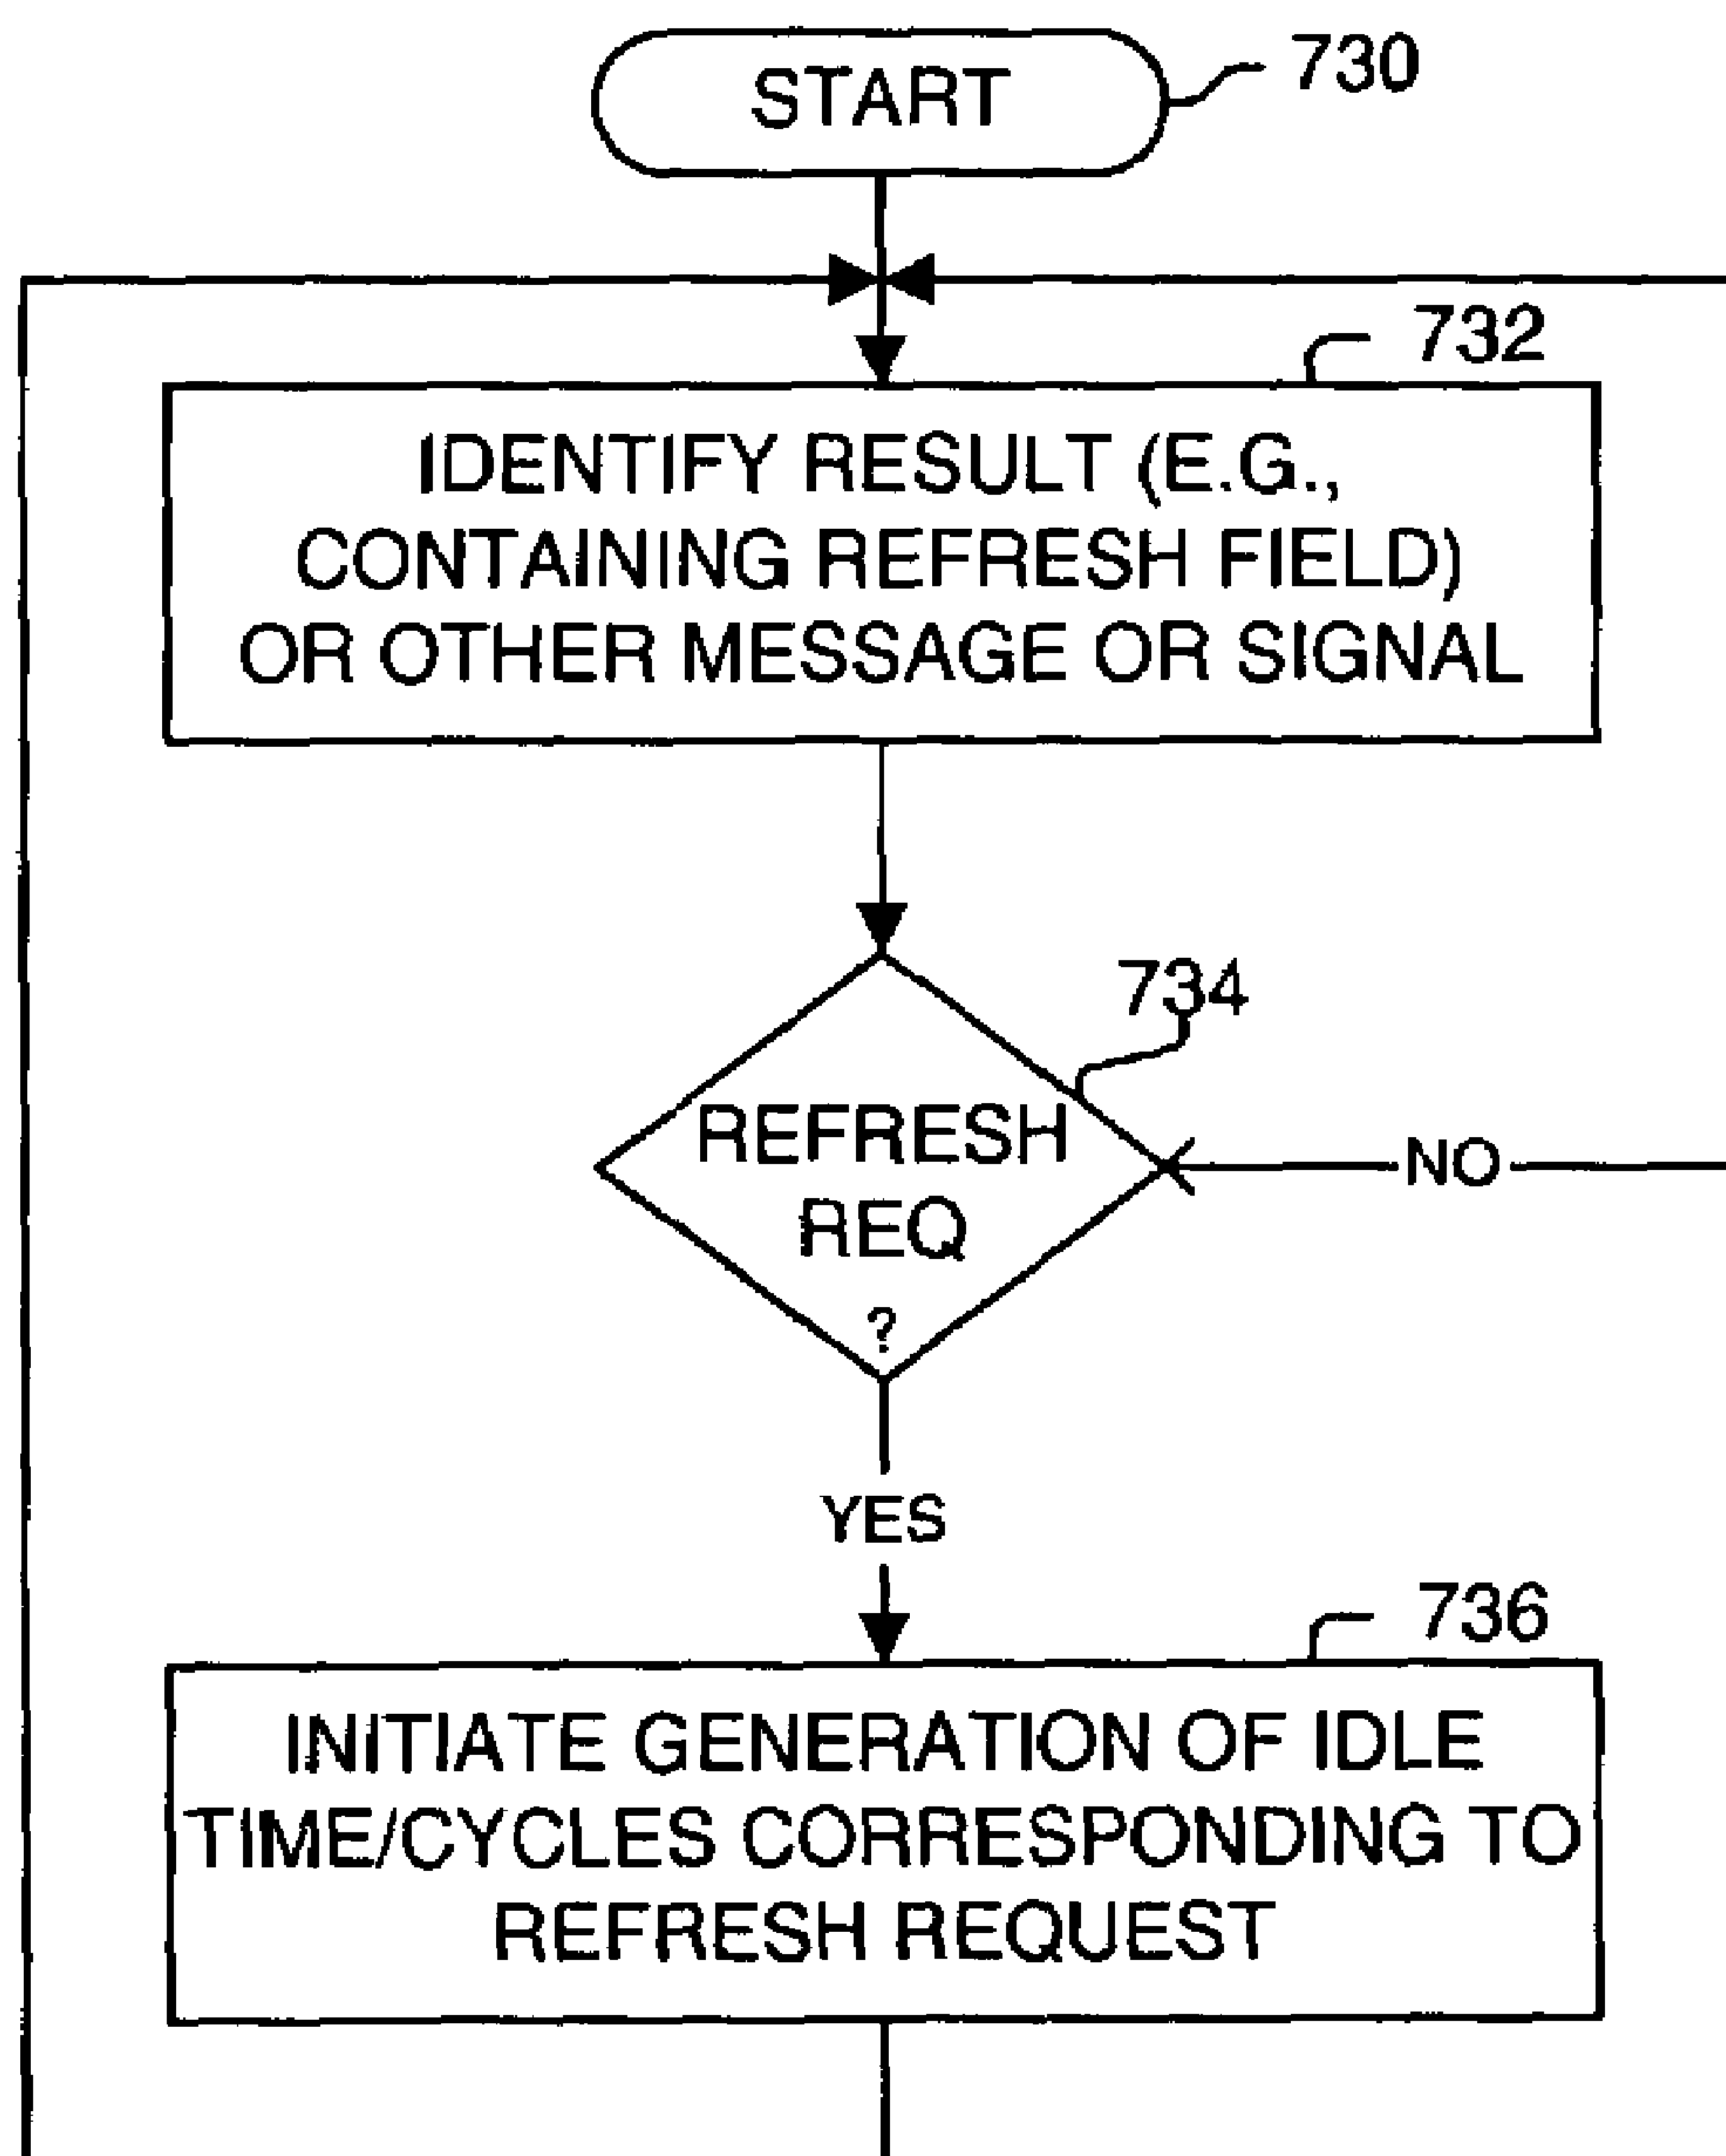 START
730
732
IDENTIFY RESULT (E.G.,
CONTAINING REFRESH FIELD)
OR OTHER MESSAGE OR SIGNAL
734
REFRESH
REQ
?
NO
YES
736
INITIATE GENERATION OF IDLE
TIME/CYCLES CORRESPONDING TO
REFRESH REQUEST